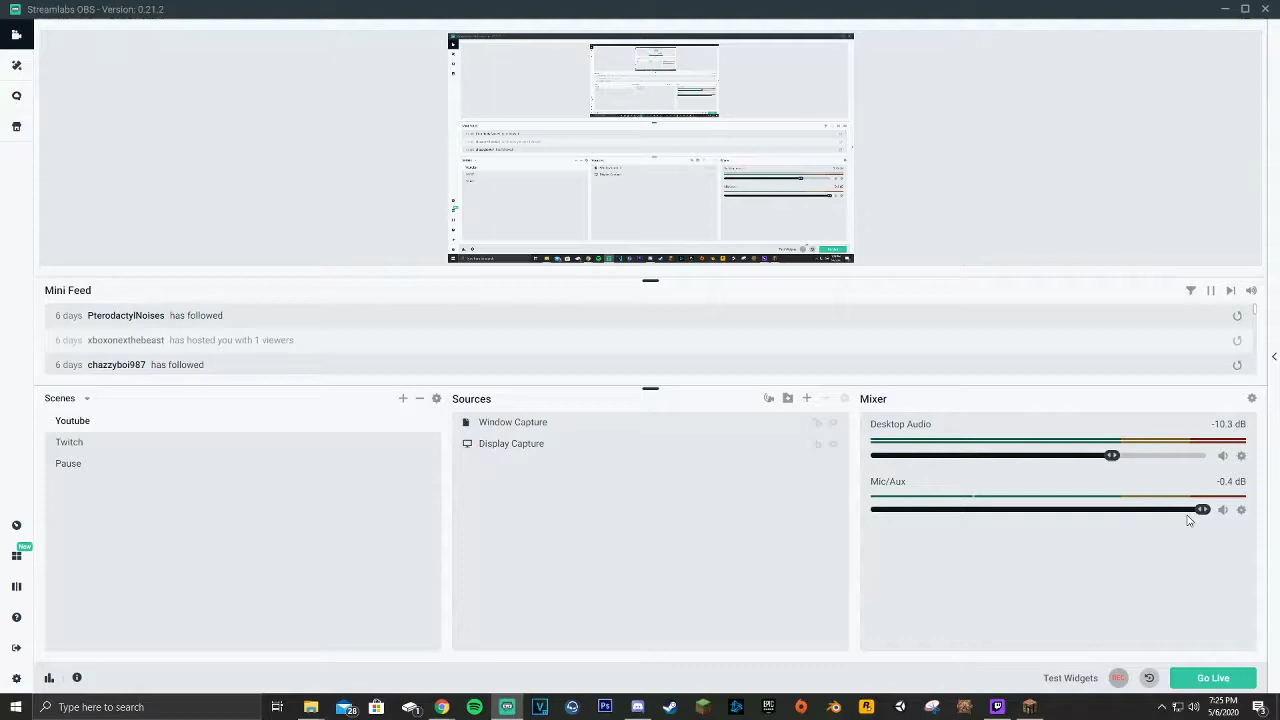 Streamlabs OBS - Version: 0.21.2
Mini Feed
6 days PterodactylNoises has followed
6 days xboxonexthebeast has hosted you with 1 viewers
6 days chazzyboi987 has followed
Scenes
Youtube
Twitch
Pause
Sources
Window Capture
Display Capture
Mixer
Desktop Audio -10.3 dB
Mic/Aux -0.4 dB
New
Test Widgets REC Go Live
Type here to search
7:25 PM
5/6/2020